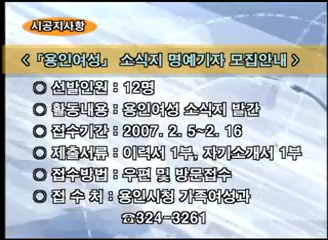 시공지사항
<「용인여성」 소식지 명예기자 모집안내>
○ 선발인원 : 12명
○ 활동내용 : 용인여성 소식지 발간
○ 접수기간 : 2007. 2. 5~2. 16
○ 제출서류 : 이력서 1부, 자기소개서 1부
○ 접수방법 : 우편 및 방문접수
○ 접 수 처 : 용인시청 가족여성과
☎324-3261